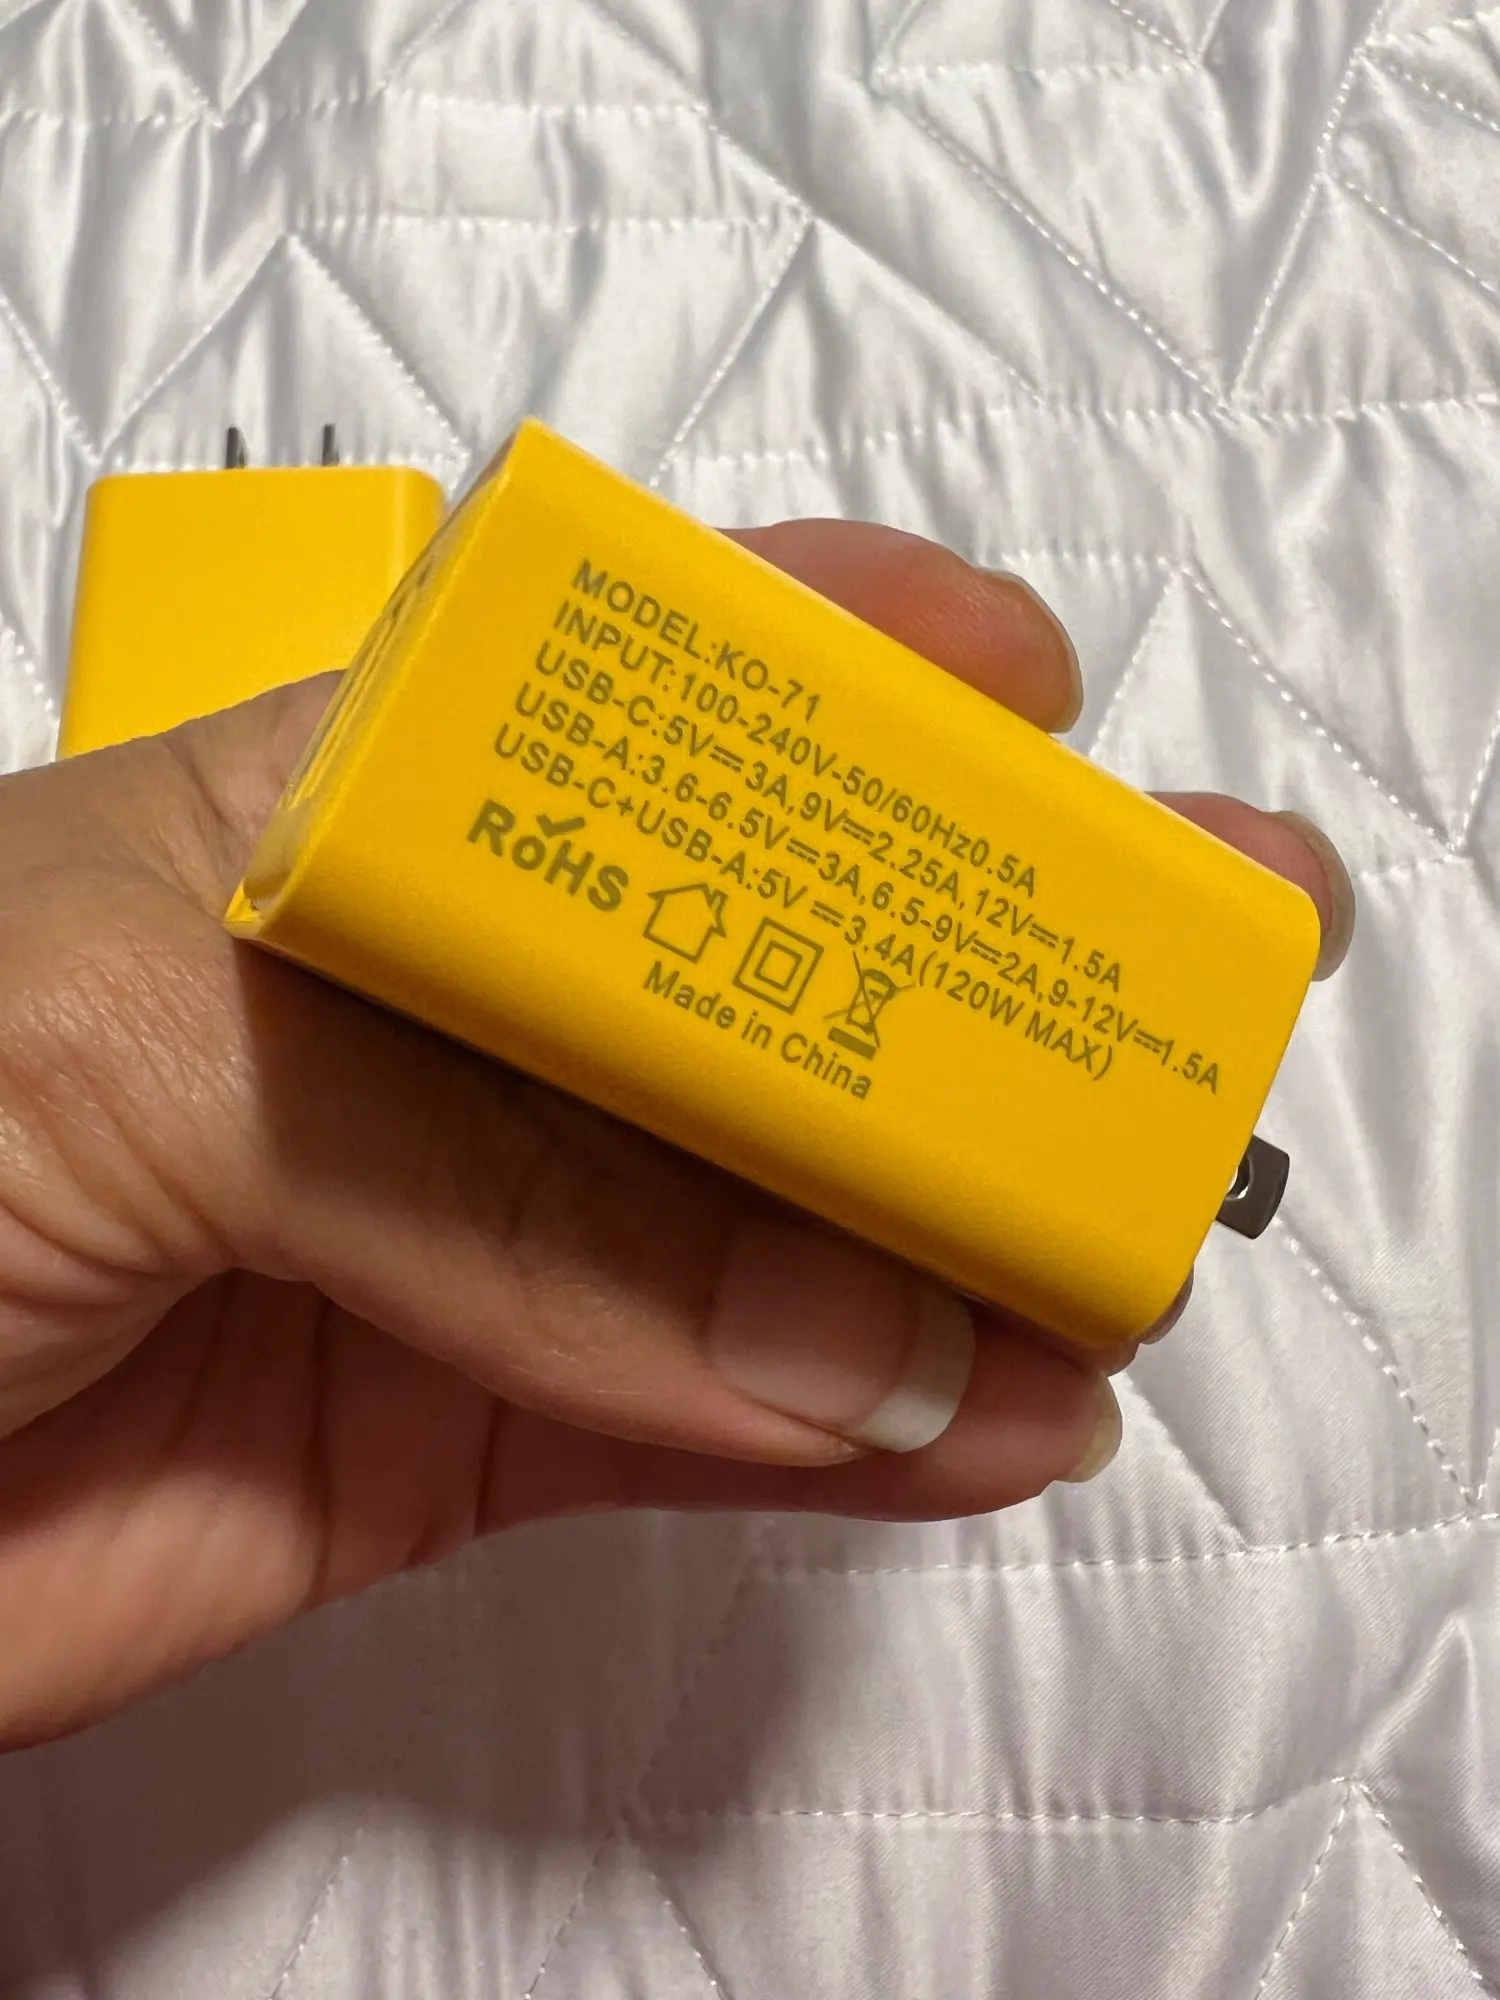 MODEL:KO-71
INPUT:100-240V-50/60Hz0.5A
USB-C:5V⎓3A,9V⎓2.25A,12V⎓1.5A
USB-A:3.6-6.5V⎓3A,6.5-9V⎓2A,9-12V⎓1.5A
USB-C+USB-A:5V⎓3.4A(120W MAX)
RoHS
Made in China